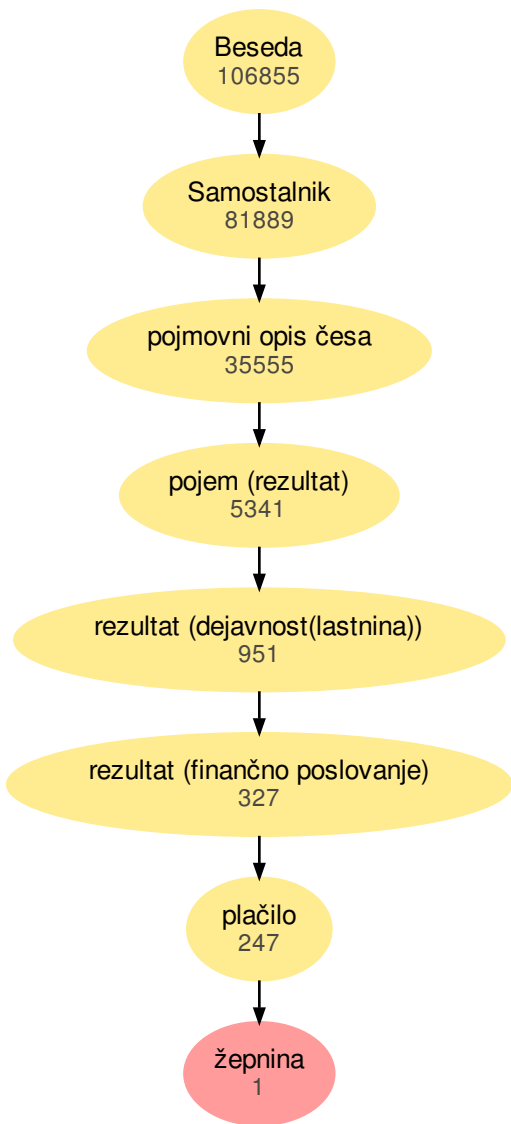 Beseda
106855
Samostalnik
81889
pojmovni opis česa
35555
pojem (rezultat)
5341
rezultat (dejavnost(lastnina))
951
rezultat (finančno poslovanje)
327
plačilo
247
žepnina
1